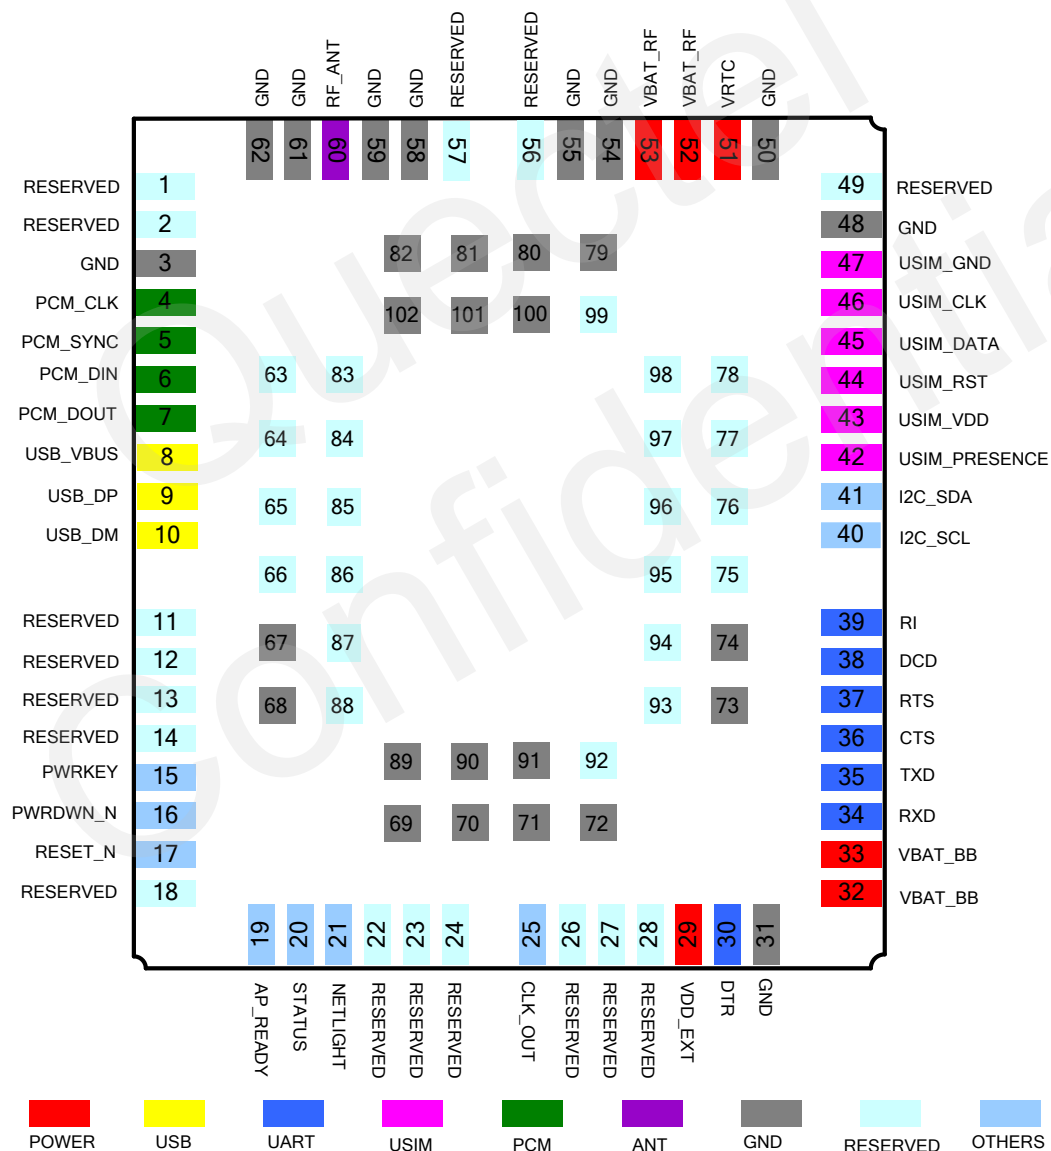 GND
GND
RF_ANT
GND
GND
RESERVED
RESERVED
GND
GND
VBAT_RF
VBAT_RF
VRTC
GND
62
61
60
59
58
57
56
55
54
53
52
51
50
RESERVED 1
RESERVED 2
GND 3
PCM_CLK 4
PCM_SYNC 5
PCM_DIN 6
PCM_DOUT 7
USB_VBUS 8
USB_DP 9
USB_DM 10
RESERVED 11
RESERVED 12
RESERVED 13
RESERVED 14
PWRKEY 15
PWRDWN_N 16
RESET_N 17
RESERVED 18
82 81 80 79
102 101 100 99
63 83 98 78
64 84 97 77
65 85 96 76
66 86 95 75
67 87 94 74
68 88 93 73
89 90 91 92
69 70 71 72
49 RESERVED
48 GND
47 USIM_GND
46 USIM_CLK
45 USIM_DATA
44 USIM_RST
43 USIM_VDD
42 USIM_PRESENCE
41 I2C_SDA
40 I2C_SCL
39 RI
38 DCD
37 RTS
36 CTS
35 TXD
34 RXD
33 VBAT_BB
32 VBAT_BB
19
20
21
22
23
24
25
26
27
28
29
30
31
AP_READY
STATUS
NETLIGHT
RESERVED
RESERVED
RESERVED
CLK_OUT
RESERVED
RESERVED
RESERVED
VDD_EXT
DTR
GND
POWER
USB
UART
USIM
PCM
ANT
GND
RESERVED
OTHERS
Quectel